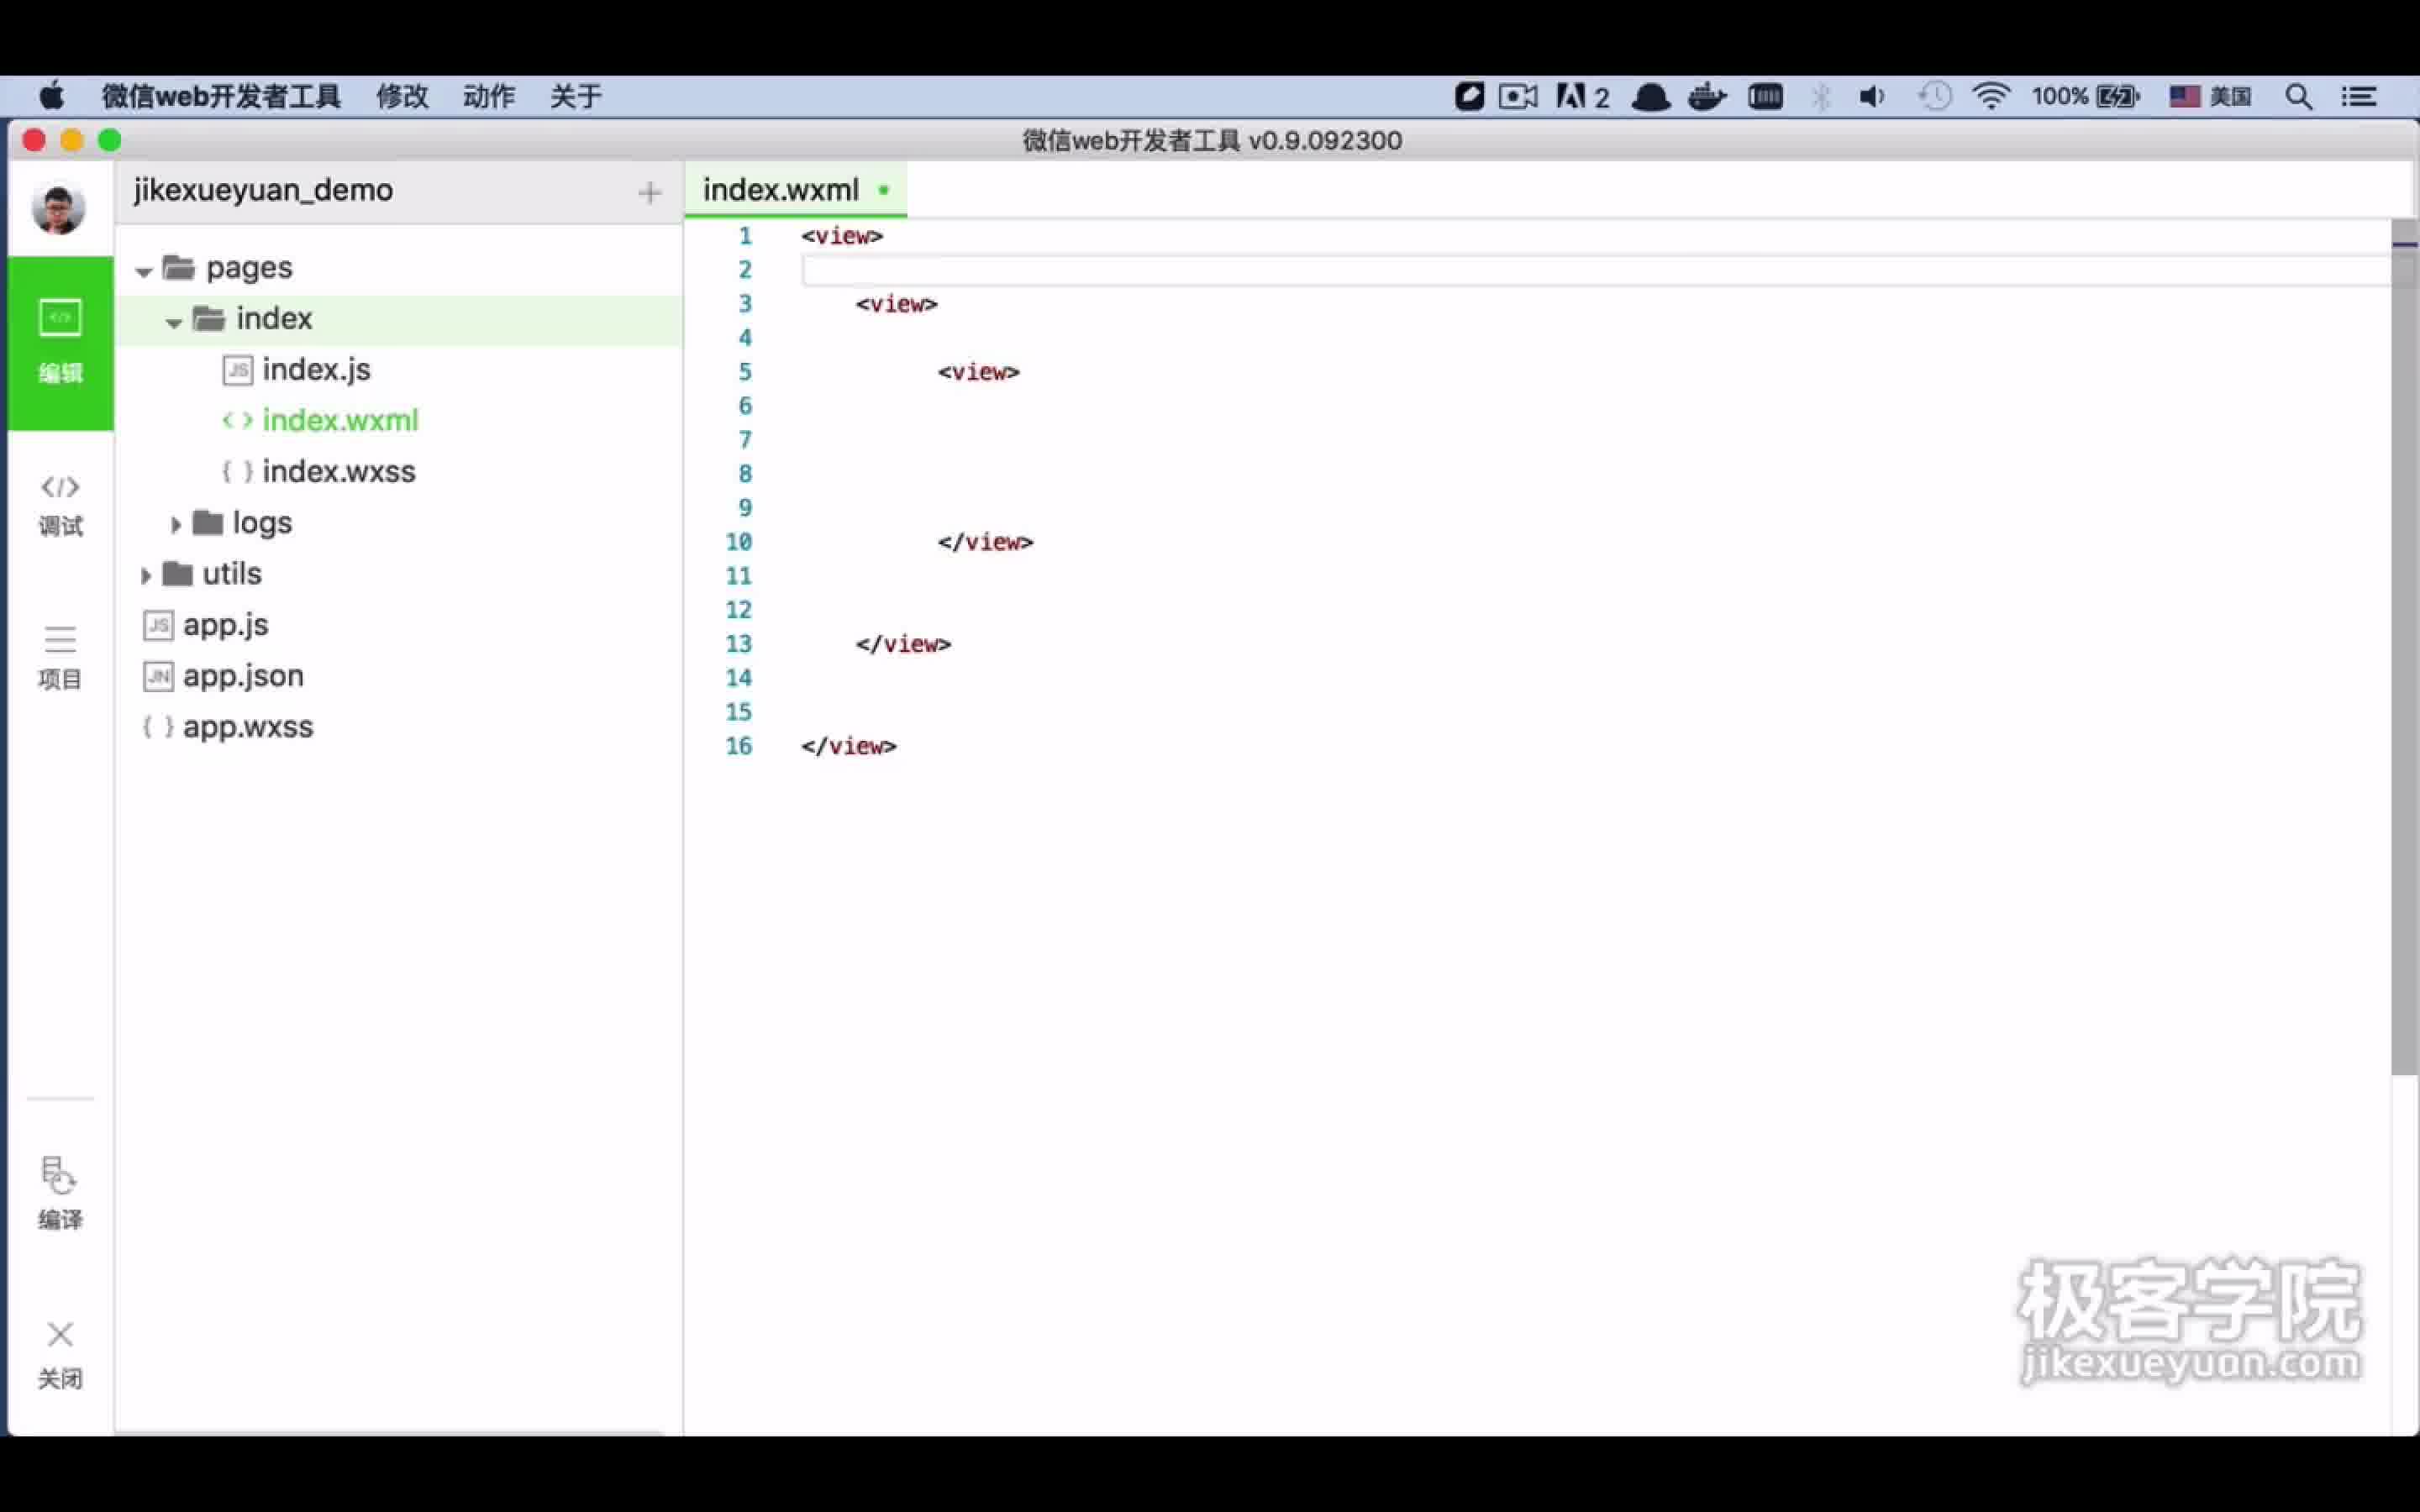 微信web开发者工具 修改 动作 关于 2 100% 美国
微信web开发者工具 v0.9.092300
jikexueyuan_demo +
index.wxml
编辑
调试
项目
编译
关闭
pages
index
JS index.js
<> index.wxml
{ } index.wxss
logs
utils
JS app.js
JN app.json
{ } app.wxss
1 <view>
2
3 <view>
4
5 <view>
6
7
8
9
10 </view>
11
12
13 </view>
14
15
16 </view>
极客学院
jikexueyuan.com